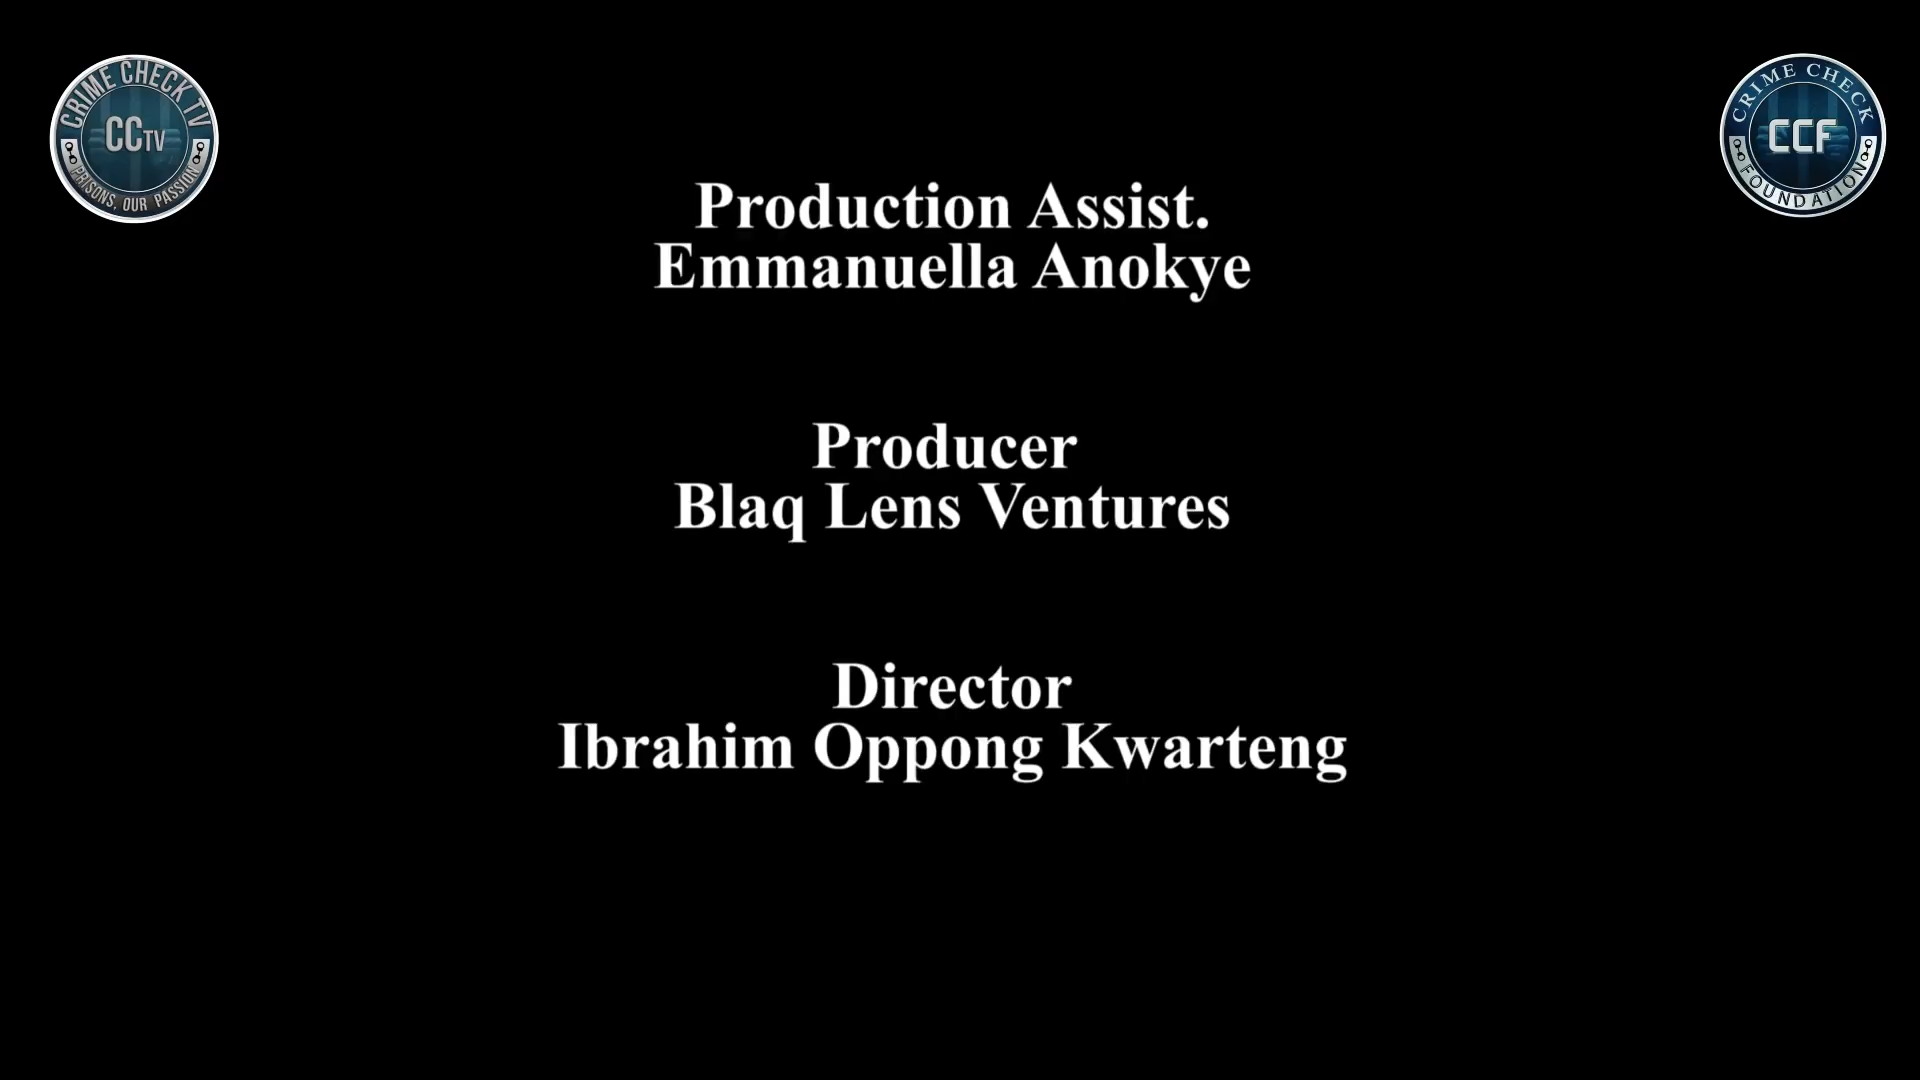 CRIME CHECK TV
CCTV
PRISONS, OUR PASSION
CRIME CHECK
CCF
FOUNDATION
Production Assist.
Emmanuella Anokye
Producer
Blaq Lens Ventures
Director
Ibrahim Oppong Kwarteng